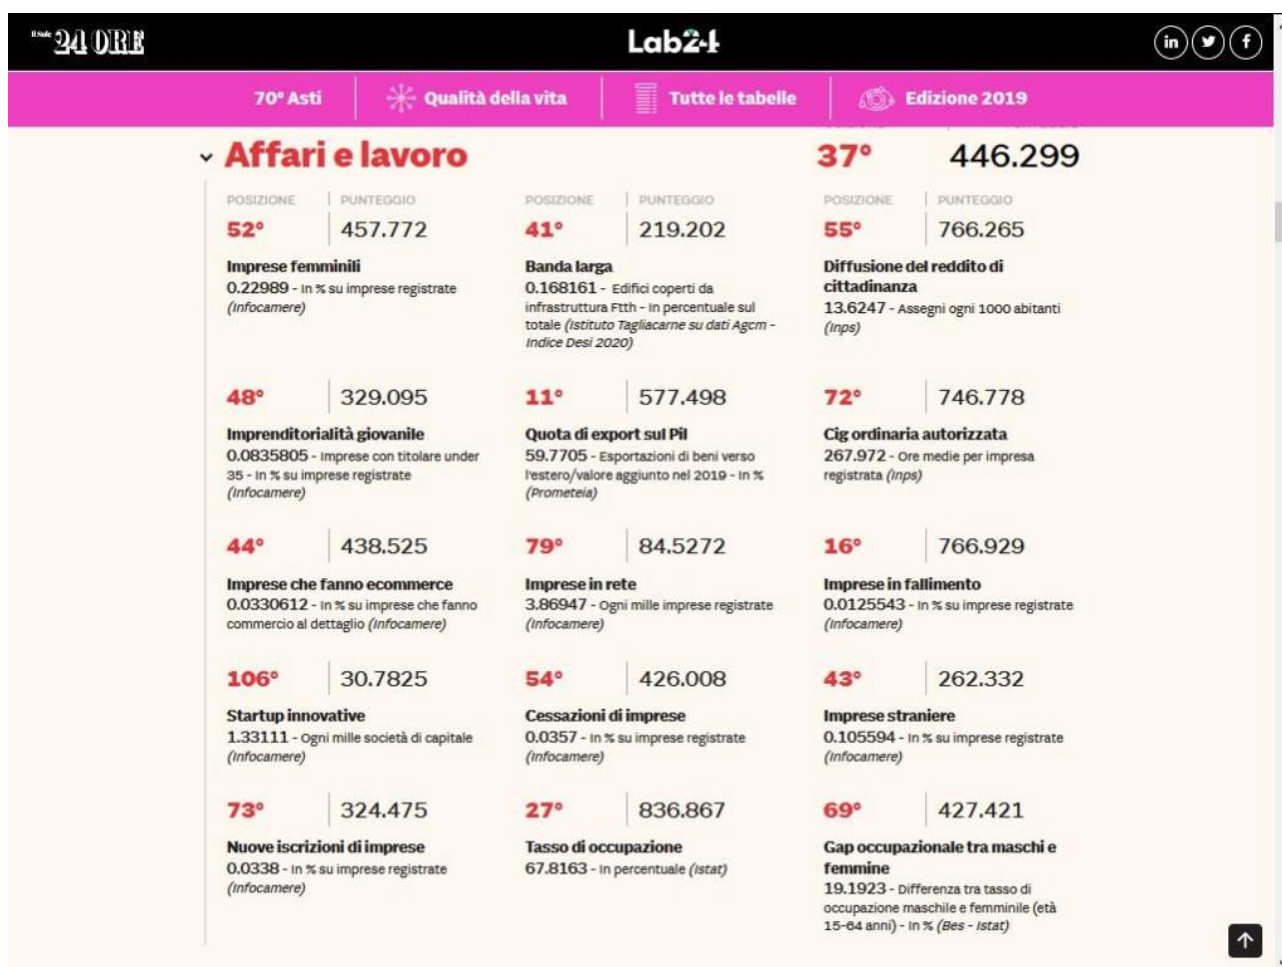 Il Sole 24 ORE
Lab24
in f
70° Asti Qualità della vita Tutte le tabelle Edizione 2019
Affari e lavoro 37° 446.299
POSIZIONE PUNTEGGIO POSIZIONE PUNTEGGIO POSIZIONE PUNTEGGIO
52° 457.772
Imprese femminili
0.22989 - In % su imprese registrate
(Infocamere)
41° 219.202
Banda larga
0.168161 - Edifici coperti da
infrastruttura Ftth - In percentuale sul
totale (Istituto Tagliacarne su dati Agcm -
Indice Desi 2020)
55° 766.265
Diffusione del reddito di
cittadinanza
13.6247 - Assegni ogni 1000 abitanti
(Inps)
48° 329.095
Imprenditorialità giovanile
0.0835805 - Imprese con titolare under
35 - In % su imprese registrate
(Infocamere)
11° 577.498
Quota di export sul Pil
59.7705 - Esportazioni di beni verso
l'estero/valore aggiunto nel 2019 - In %
(Prometeia)
72° 746.778
Cig ordinaria autorizzata
267.972 - Ore medie per impresa
registrata (Inps)
44° 438.525
Imprese che fanno ecommerce
0.0330612 - In % su imprese che fanno
commercio al dettaglio (Infocamere)
79° 84.5272
Imprese in rete
3.86947 - Ogni mille imprese registrate
(Infocamere)
16° 766.929
Imprese in fallimento
0.0125543 - In % su imprese registrate
(Infocamere)
106° 30.7825
Startup innovative
1.33111 - Ogni mille società di capitale
(Infocamere)
54° 426.008
Cessazioni di imprese
0.0357 - In % su imprese registrate
(Infocamere)
43° 262.332
Imprese straniere
0.105594 - In % su imprese registrate
(Infocamere)
73° 324.475
Nuove iscrizioni di imprese
0.0338 - In % su imprese registrate
(Infocamere)
27° 836.867
Tasso di occupazione
67.8163 - In percentuale (Istat)
69° 427.421
Gap occupazionale tra maschi e
femmine
19.1923 - Differenza tra tasso di
occupazione maschile e femminile (età
15-64 anni) - In % (Bes - Istat)